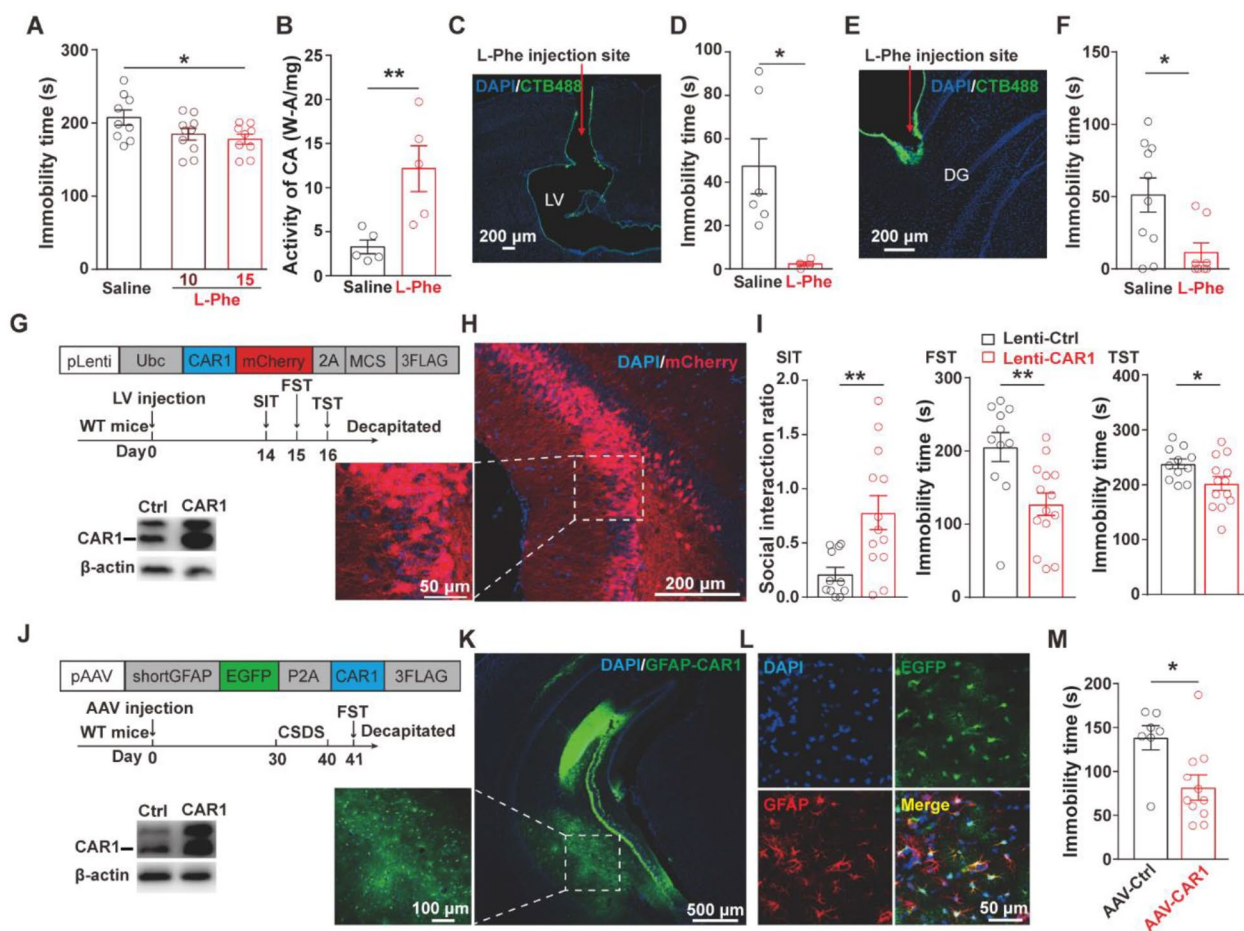 A
Immobility time (s)
300
200
100
0
*
Saline
10
15
L-Phe
B
Activity of CA (W-A/mg)
25
20
15
10
5
0
**
Saline L-Phe
C
L-Phe injection site
DAPI/CTB488
LV
200 μm
D
Immobility time (s)
100
80
60
40
20
0
*
Saline L-Phe
E
L-Phe injection site
DAPI/CTB488
DG
200 μm
F
Immobility time (s)
150
100
50
0
*
Saline L-Phe
G
pLenti Ubc CAR1 mCherry 2A MCS 3FLAG
FST
LV injection SIT TST
WT mice Decapitated
Day 0 14 15 16
Ctrl CAR1
CAR1
β-actin
50 μm
H
DAPI/mCherry
200 μm
I
Lenti-Ctrl
Lenti-CAR1
SIT
Social interaction ratio
2.0
1.5
1.0
0.5
0.0
**
FST
Immobility time (s)
300
200
100
0
**
TST
Immobility time (s)
400
300
200
100
0
*
J
pAAV shortGFAP EGFP P2A CAR1 3FLAG
AAV injection FST
WT mice CSDS Decapitated
Day 0 30 40 41
Ctrl CAR1
CAR1
β-actin
100 μm
K
DAPI/GFAP-CAR1
500 μm
L
DAPI
EGFP
GFAP
Merge
50 μm
M
Immobility time (s)
200
150
100
50
0
*
AAV-Ctrl
AAV-CAR1